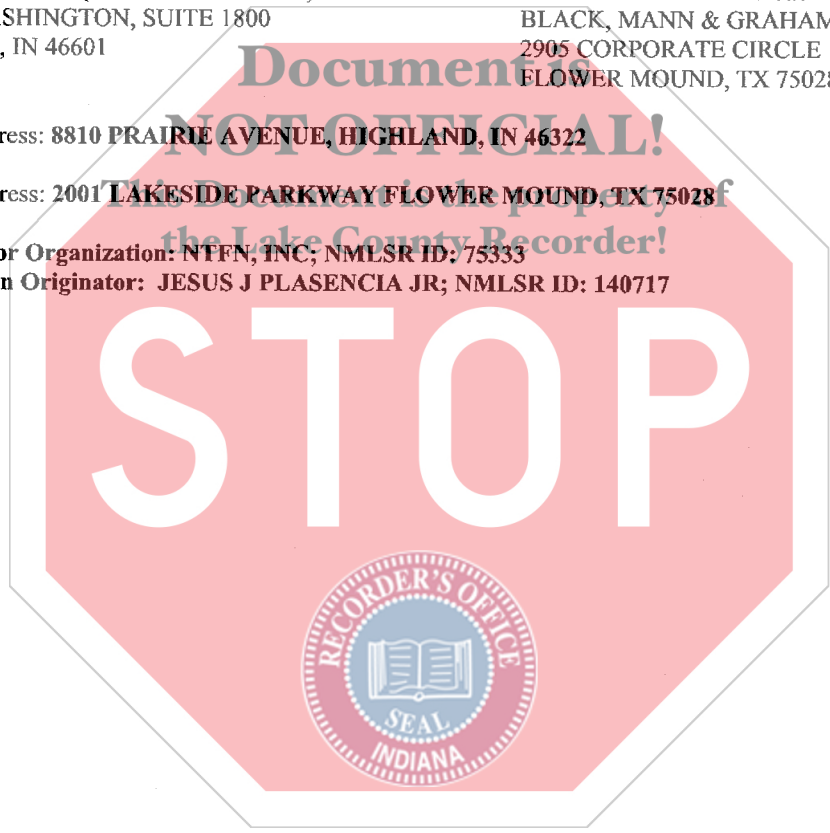 SHINGTON, SUITE 1800
BLACK, MANN & GRAHAM
, IN 46601
2905 CORPORATE CIRCLE
FLOWER MOUND, TX 75028
Document is
ress: 8810 PRAIRIE AVENUE, HIGHLAND, IN 46322
NOT OFFICIAL!
ress: 2001 LAKESIDE PARKWAY FLOWER MOUND, TX 75028
This Document is the property of
the Lake County Recorder!
or Organization: NTFN, INC; NMLSR ID: 75333
n Originator: JESUS J PLASENCIA JR; NMLSR ID: 140717
STOP
RECORDER'S OFFICE
SEAL
INDIANA